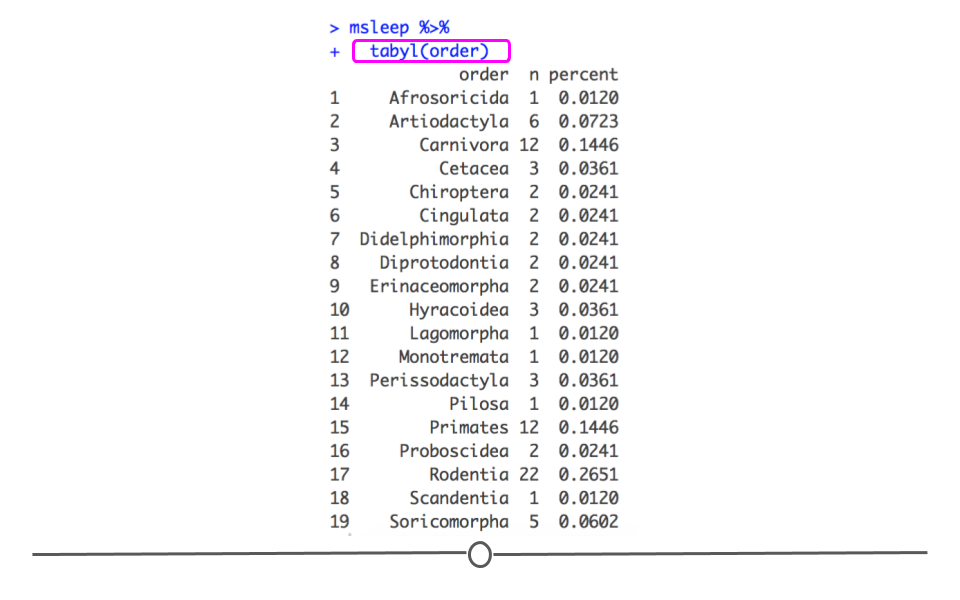 > msleep %>%
+ tabyl(order)
order n percent
1 Afrosoricida 1 0.0120
2 Artiodactyla 6 0.0723
3 Carnivora 12 0.1446
4 Cetacea 3 0.0361
5 Chiroptera 2 0.0241
6 Cingulata 2 0.0241
7 Didelphimorphia 2 0.0241
8 Diprotodontia 2 0.0241
9 Erinaceomorpha 2 0.0241
10 Hyracoidea 3 0.0361
11 Lagomorpha 1 0.0120
12 Monotremata 1 0.0120
13 Perissodactyla 3 0.0361
14 Pilosa 1 0.0120
15 Primates 12 0.1446
16 Proboscidea 2 0.0241
17 Rodentia 22 0.2651
18 Scandentia 1 0.0120
19 Soricomorpha 5 0.0602